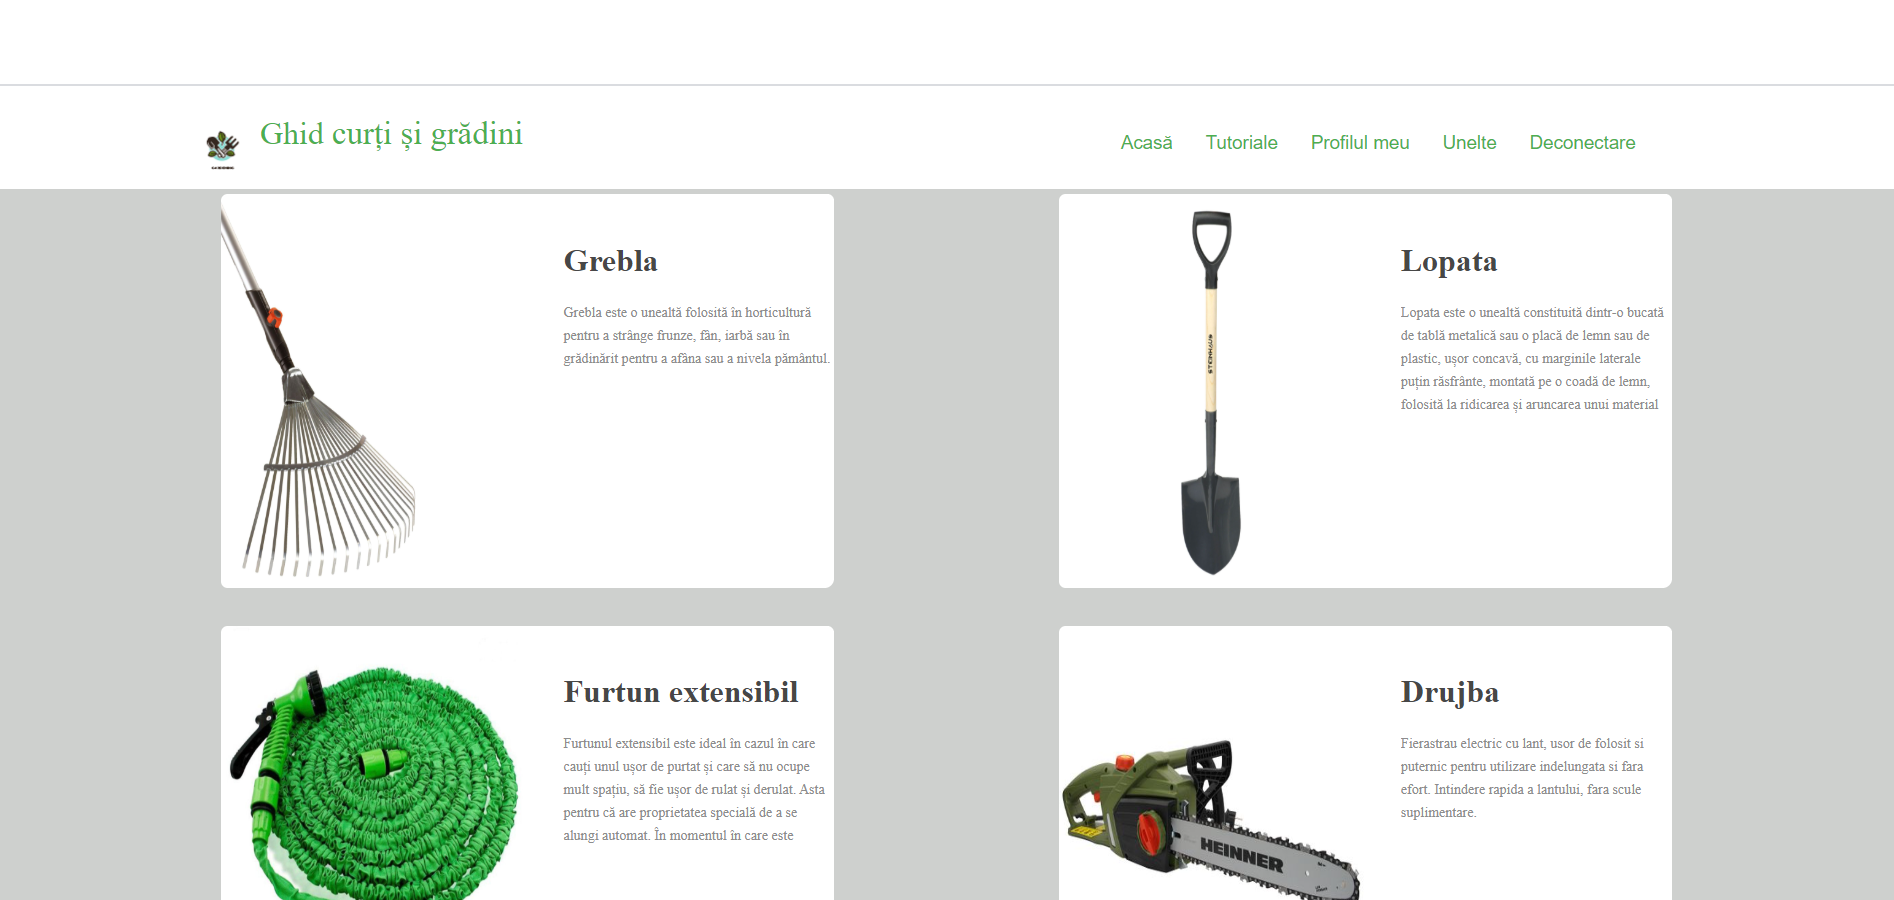 Ghid curți și grădini
Acasă Tutoriale Profilul meu Unelte Deconectare
Grebla
Grebla este o unealtă folosită în horticultură
pentru a strânge frunze, fân, iarbă sau în
grădinărit pentru a afâna sau a nivela pământul.
Lopata
Lopata este o unealtă constituită dintr-o bucată
de tablă metalică sau o placă de lemn sau de
plastic, ușor concavă, cu marginile laterale
puțin răsfrânte, montată pe o coadă de lemn,
folosită la ridicarea și aruncarea unui material
STEINHAUS
Furtun extensibil
Furtunul extensibil este ideal în cazul în care
cauți unul ușor de purtat și care să nu ocupe
mult spațiu, să fie ușor de rulat și derulat. Asta
pentru că are proprietatea specială de a se
alungi automat. În momentul în care este
Drujba
Fierastrau electric cu lant, usor de folosit si
puternic pentru utilizare indelungata si fara
efort. Intindere rapida a lantului, fara scule
suplimentare.
HEINNER